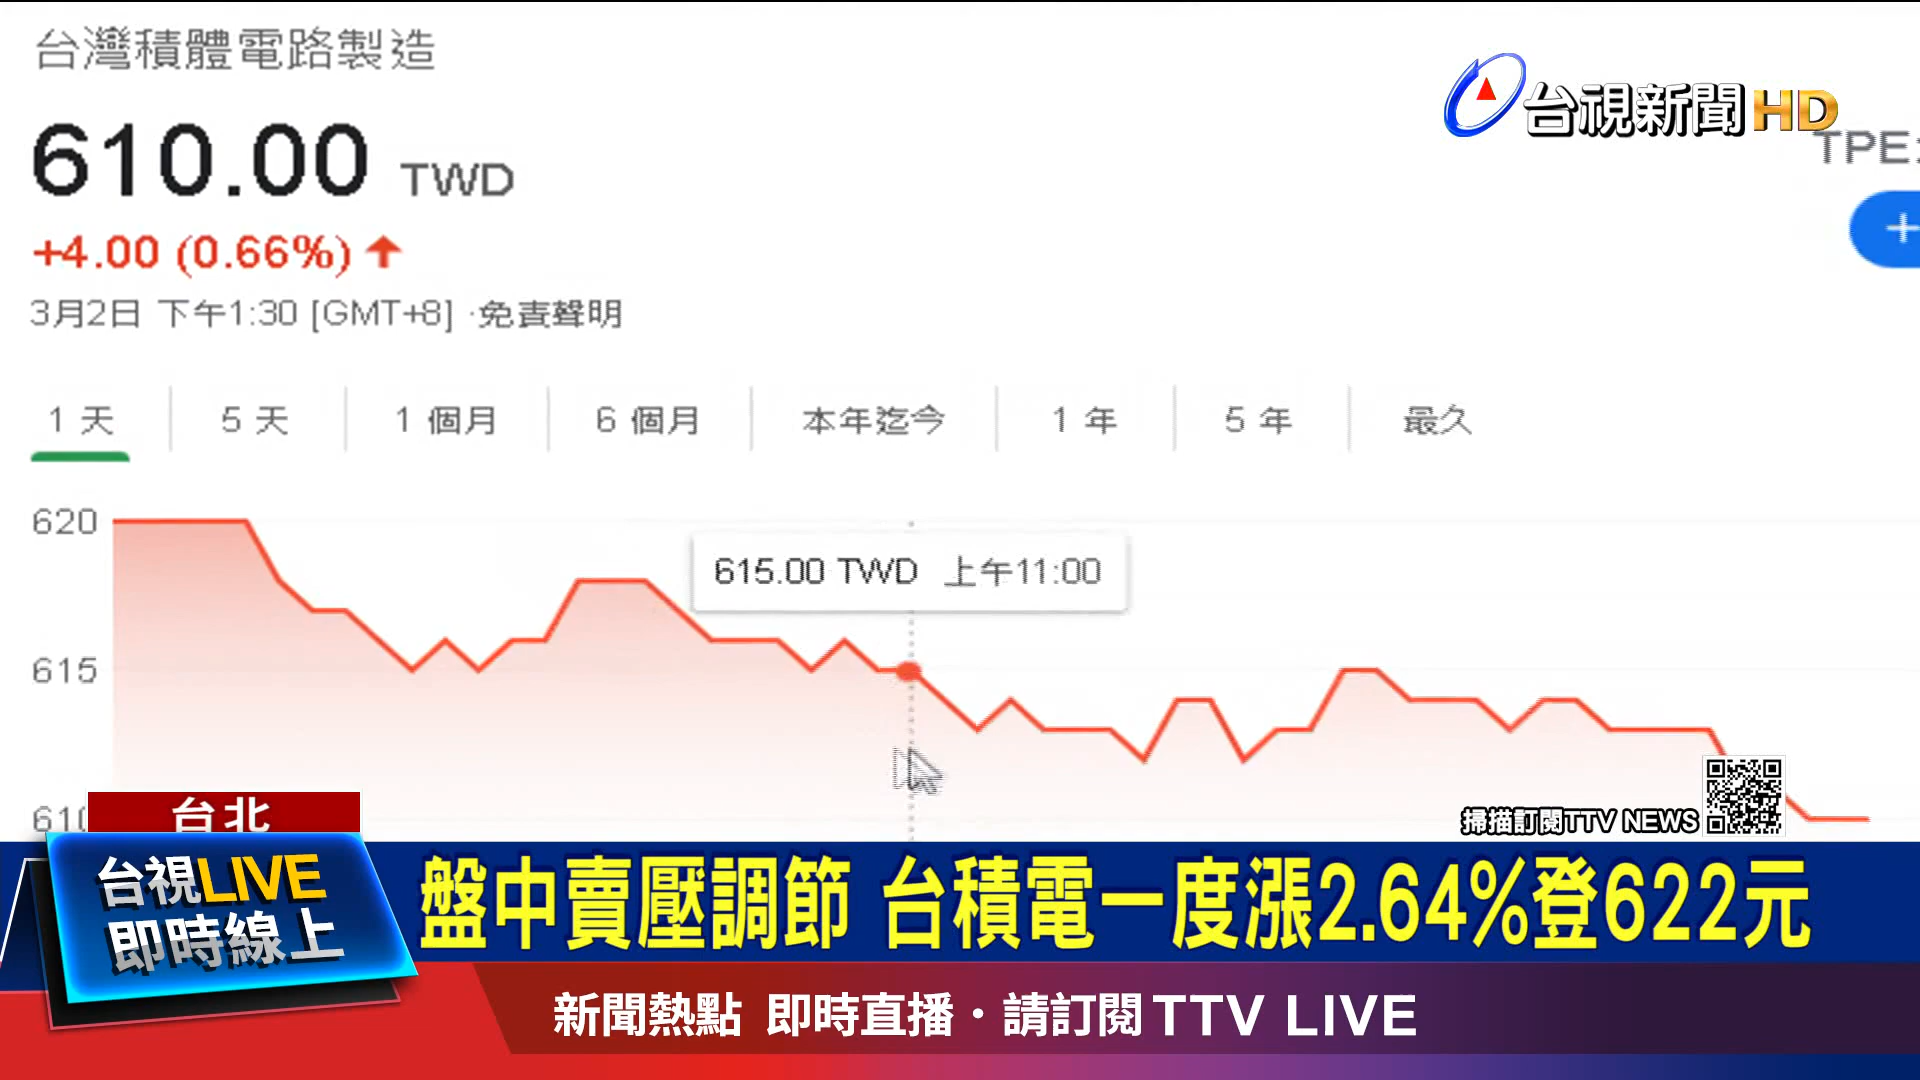 台灣積體電路製造
台視新聞HD
610.00 TWD
TPE:
+4.00 (0.66%)
+
3月2日 下午1:30 [GMT+8] ·免責聲明
1 天
5 天
1 個月
6 個月
本年迄今
1 年
5 年
最久
620
615.00 TWD 上午11:00
615
610
台北
掃描訂閱TTV NEWS
台視LIVE
即時線上
盤中賣壓調節 台積電一度漲2.64%登622元
新聞熱點 即時直播·請訂閱TTV LIVE